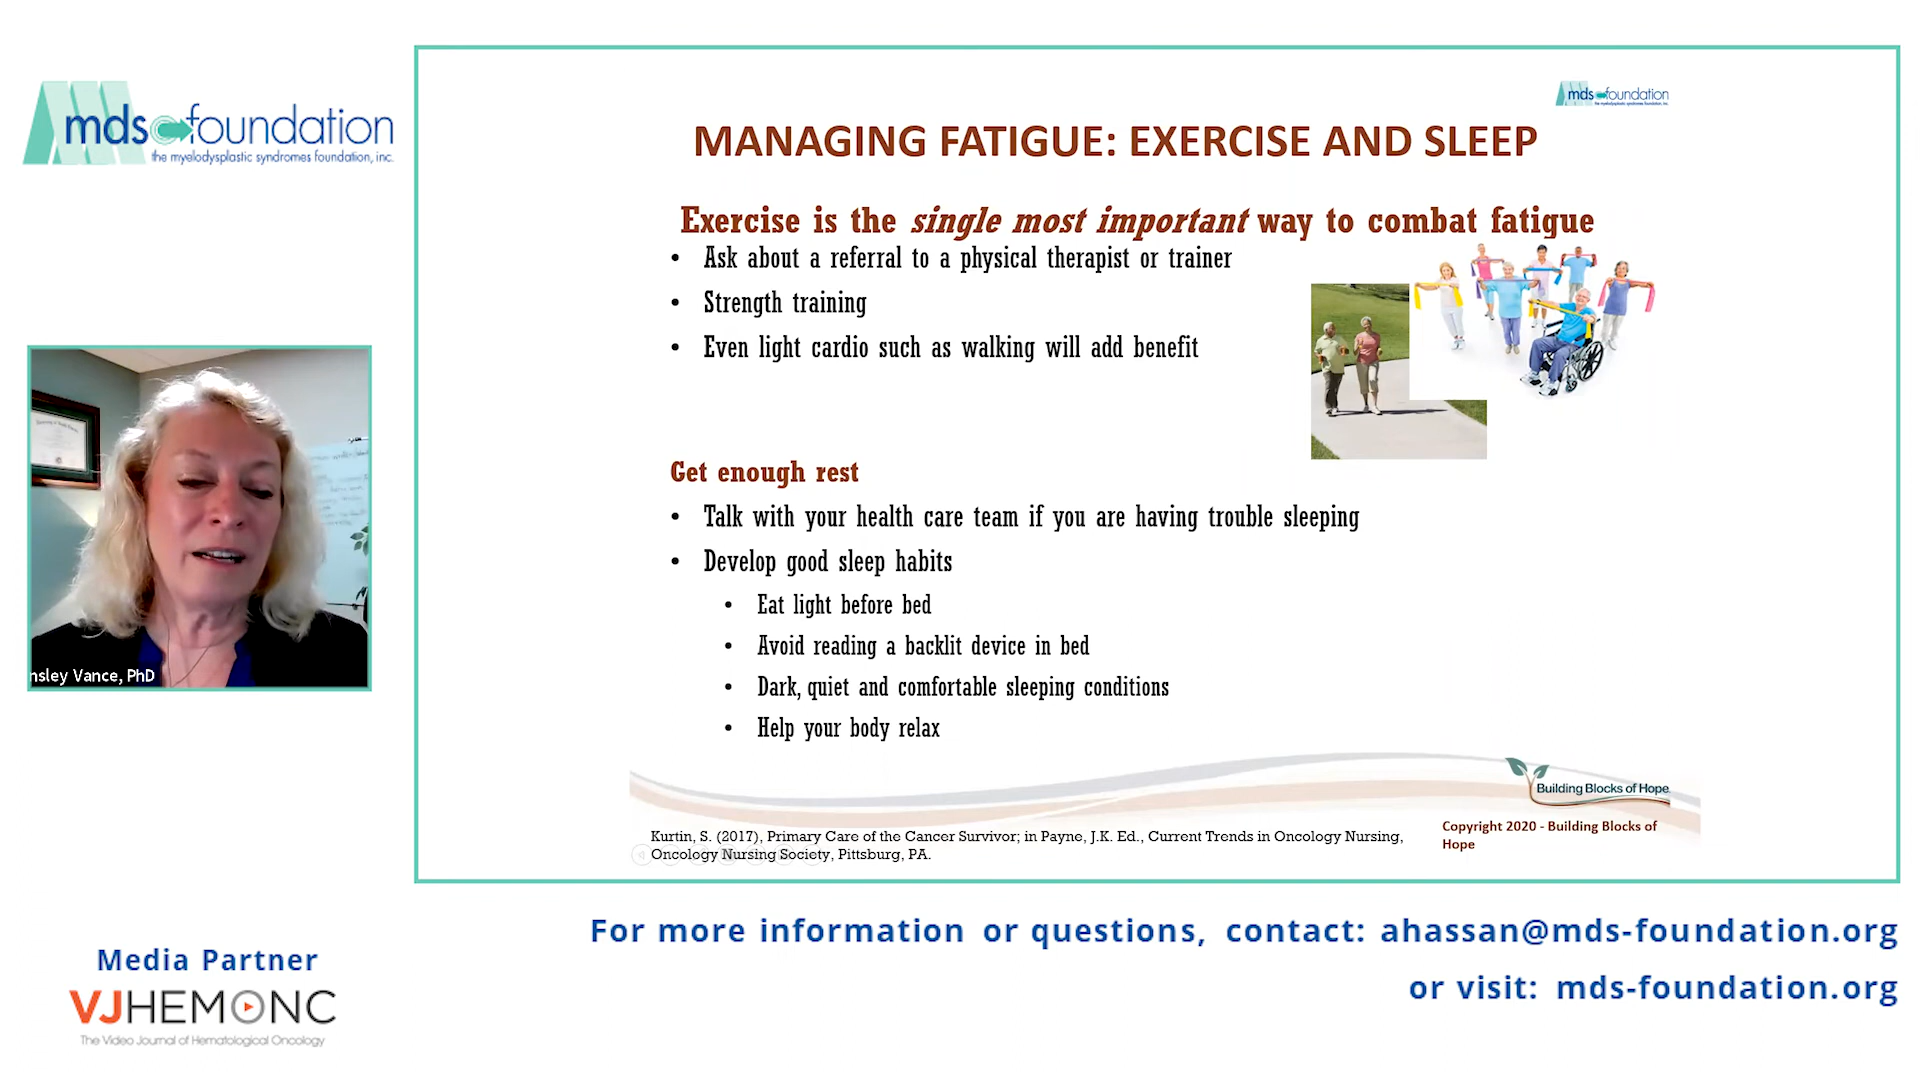 mds foundation
the myelodysplastic syndromes foundation, inc.
mds foundation
the myelodysplastic syndromes foundation, inc.
MANAGING FATIGUE: EXERCISE AND SLEEP
Exercise is the single most important way to combat fatigue
• Ask about a referral to a physical therapist or trainer
• Strength training
• Even light cardio such as walking will add benefit
Get enough rest
• Talk with your health care team if you are having trouble sleeping
• Develop good sleep habits
• Eat light before bed
• Avoid reading a backlit device in bed
• Dark, quiet and comfortable sleeping conditions
• Help your body relax
Building Blocks of Hope
Copyright 2020 - Building Blocks of
Hope
Kurtin, S. (2017), Primary Care of the Cancer Survivor; in Payne, J.K. Ed., Current Trends in Oncology Nursing,
Oncology Nursing Society, Pittsburg, PA.
nsley Vance, PhD
Media Partner
VJHEMONC
The Video Journal of Hematological Oncology
For more information or questions, contact: ahassan@mds-foundation.org
or visit: mds-foundation.org